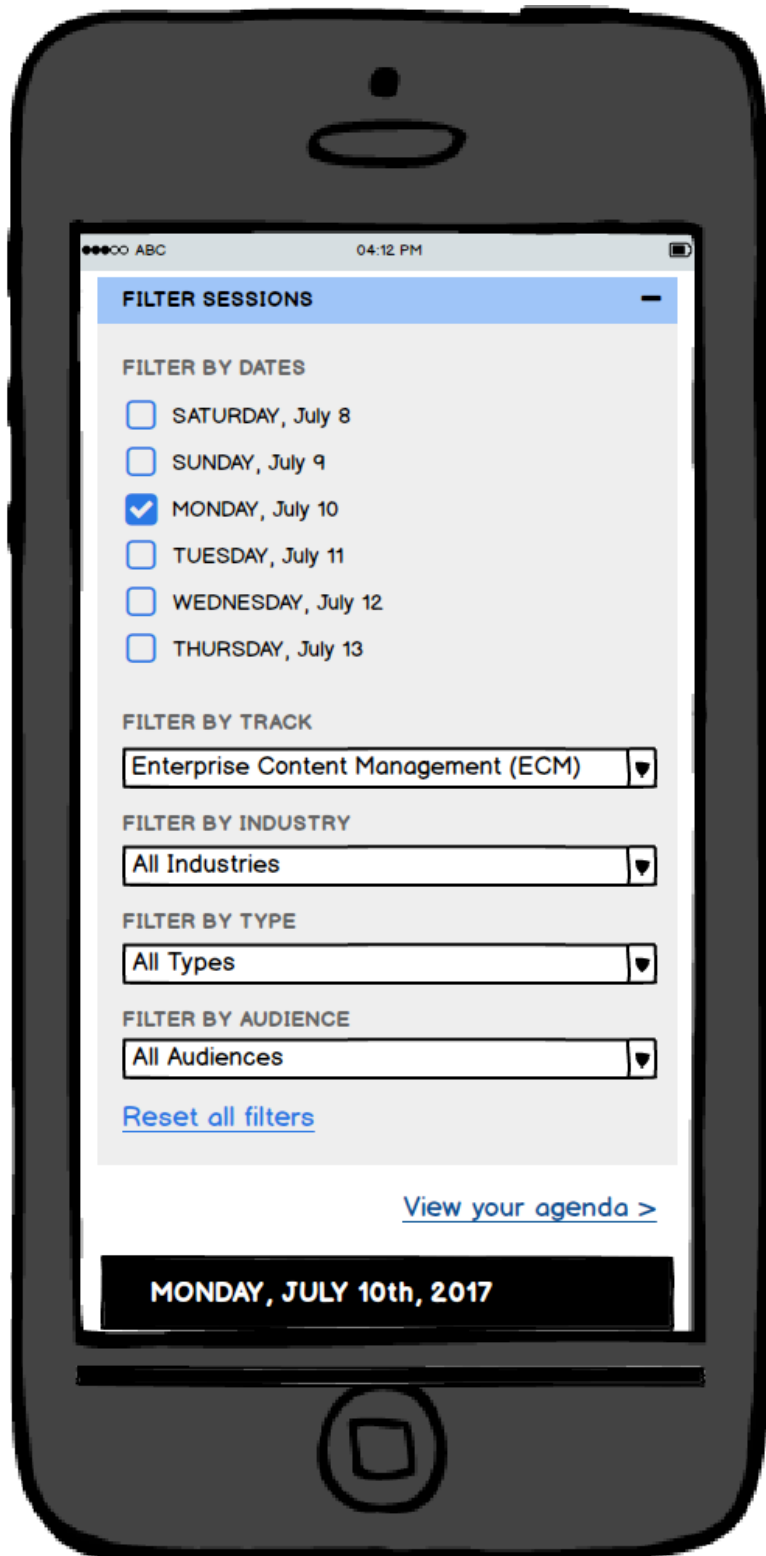 ABC 04:12 PM
FILTER SESSIONS
FILTER BY DATES
SATURDAY, July 8
SUNDAY, July 9
MONDAY, July 10
TUESDAY, July 11
WEDNESDAY, July 12
THURSDAY, July 13
FILTER BY TRACK
Enterprise Content Management (ECM)
FILTER BY INDUSTRY
All Industries
FILTER BY TYPE
All Types
FILTER BY AUDIENCE
All Audiences
Reset all filters
View your agenda >
MONDAY, JULY 10th, 2017